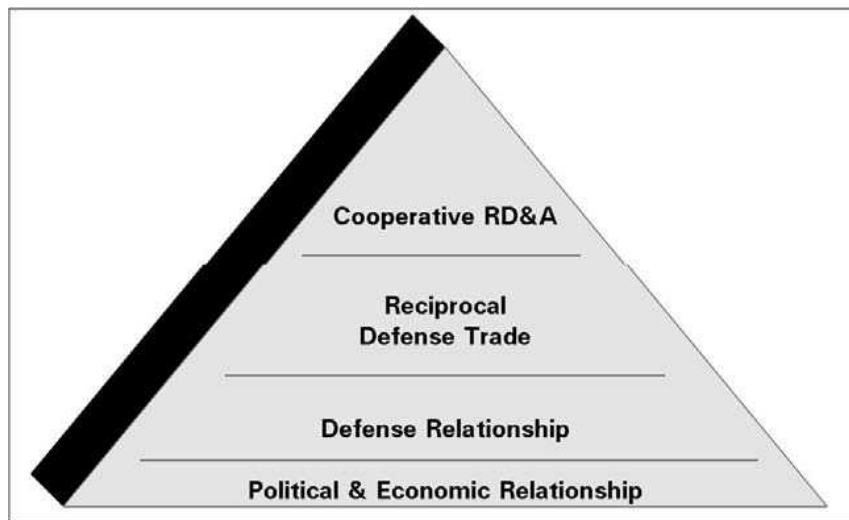 Cooperative RD&A
Reciprocal
Defense Trade
Defense Relationship
Political & Economic Relationship